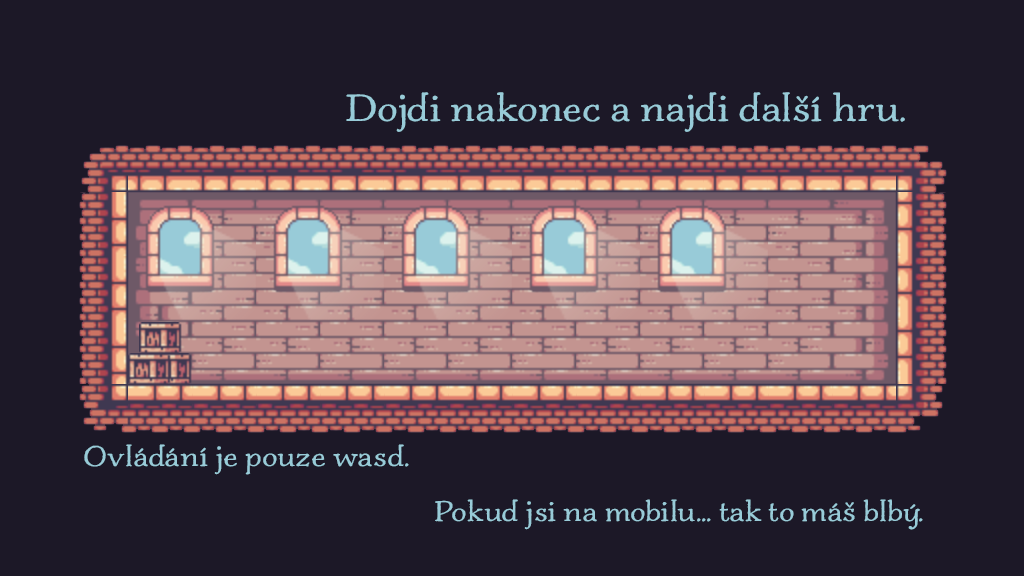 Dojdi nakonec a najdi další hru.
Ovládání je pouze wasd.
Pokud jsi na mobilu... tak to máš blbý.